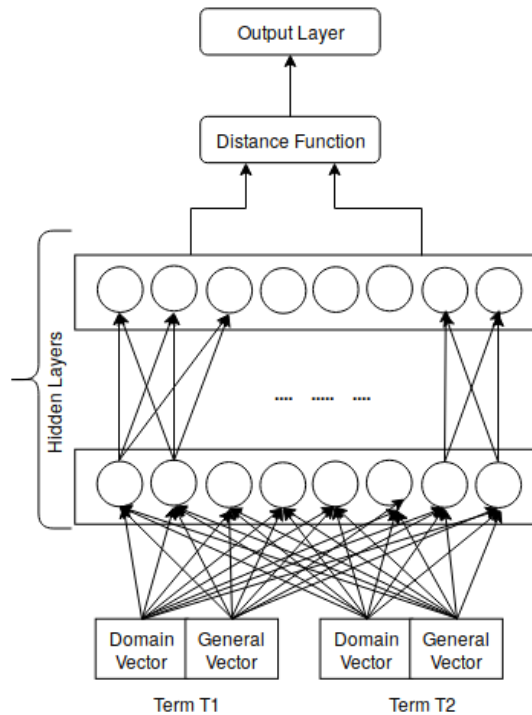 Output Layer
Distance Function
Hidden Layers
.... ..... ....
Domain Vector
General Vector
Domain Vector
General Vector
Term T1
Term T2